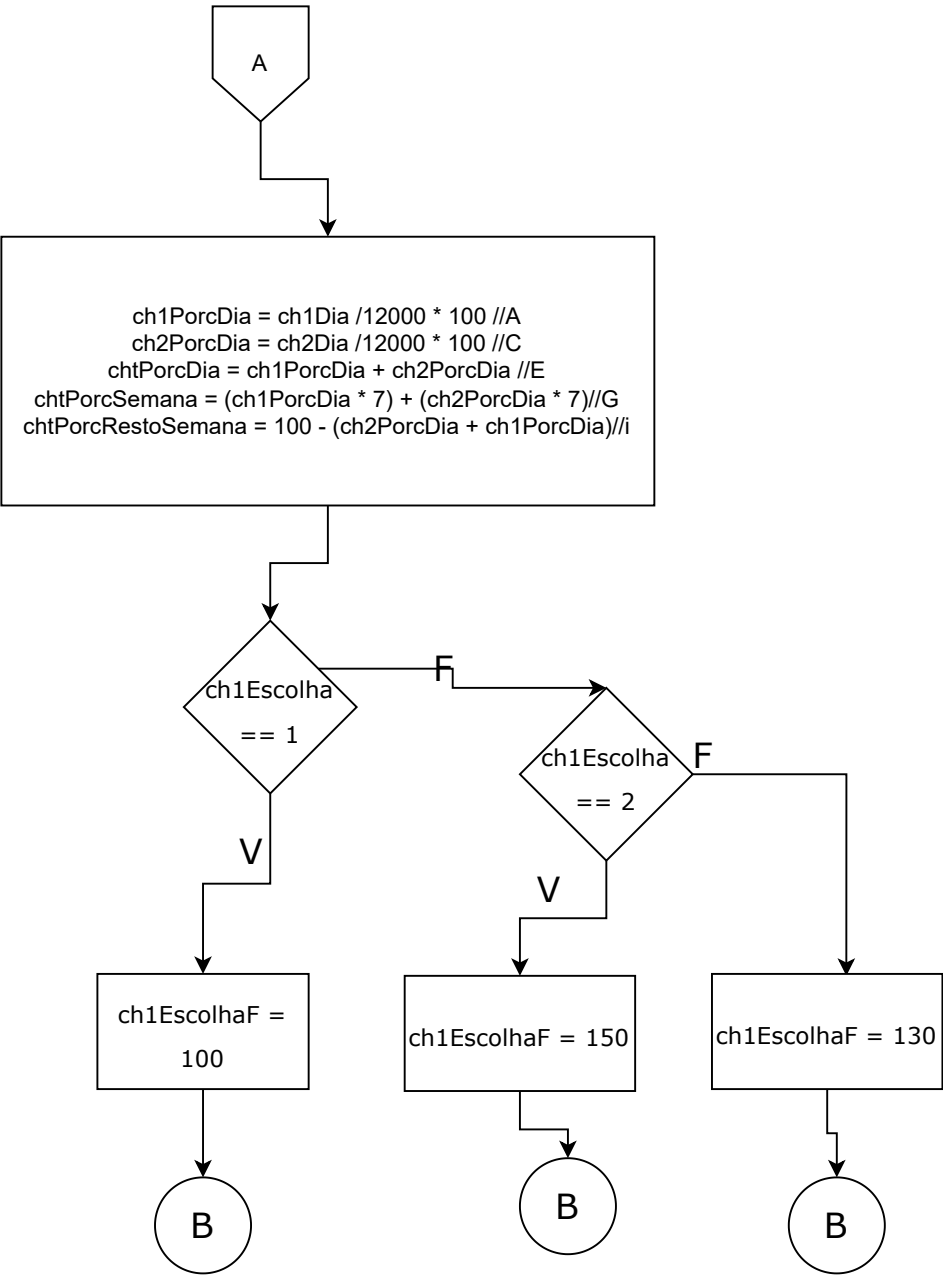 A
ch1PorcDia = ch1Dia /12000 * 100 //A
ch2PorcDia = ch2Dia /12000 * 100 //C
chtPorcDia = ch1PorcDia + ch2PorcDia //E
chtPorcSemana = (ch1PorcDia * 7) + (ch2PorcDia * 7)//G
chtPorcRestoSemana = 100 - (ch2PorcDia + ch1PorcDia)//i
ch1Escolha
== 1
F
ch1Escolha
== 2
F
V
V
ch1EscolhaF =
100
ch1EscolhaF = 150
ch1EscolhaF = 130
B
B
B